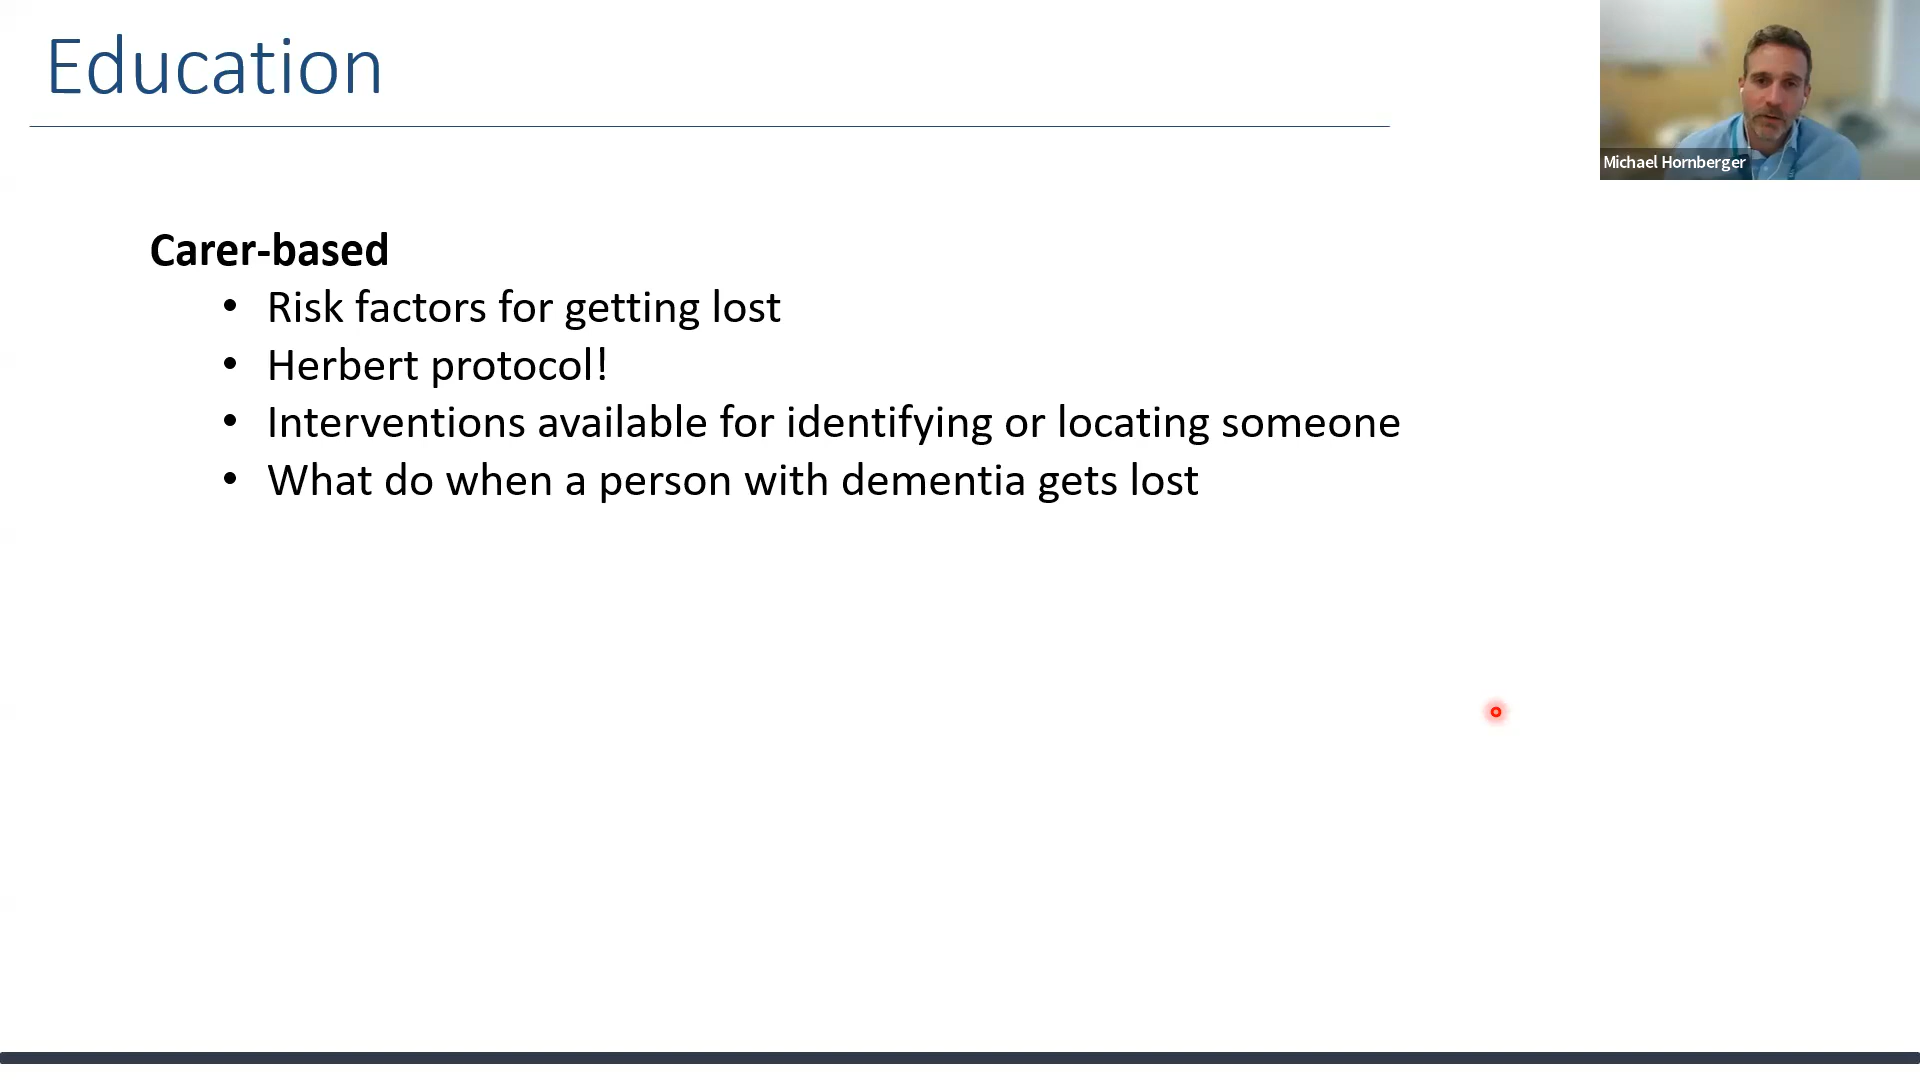 Education
Michael Hornberger
Carer-based
• Risk factors for getting lost
• Herbert protocol!
• Interventions available for identifying or locating someone
• What do when a person with dementia gets lost